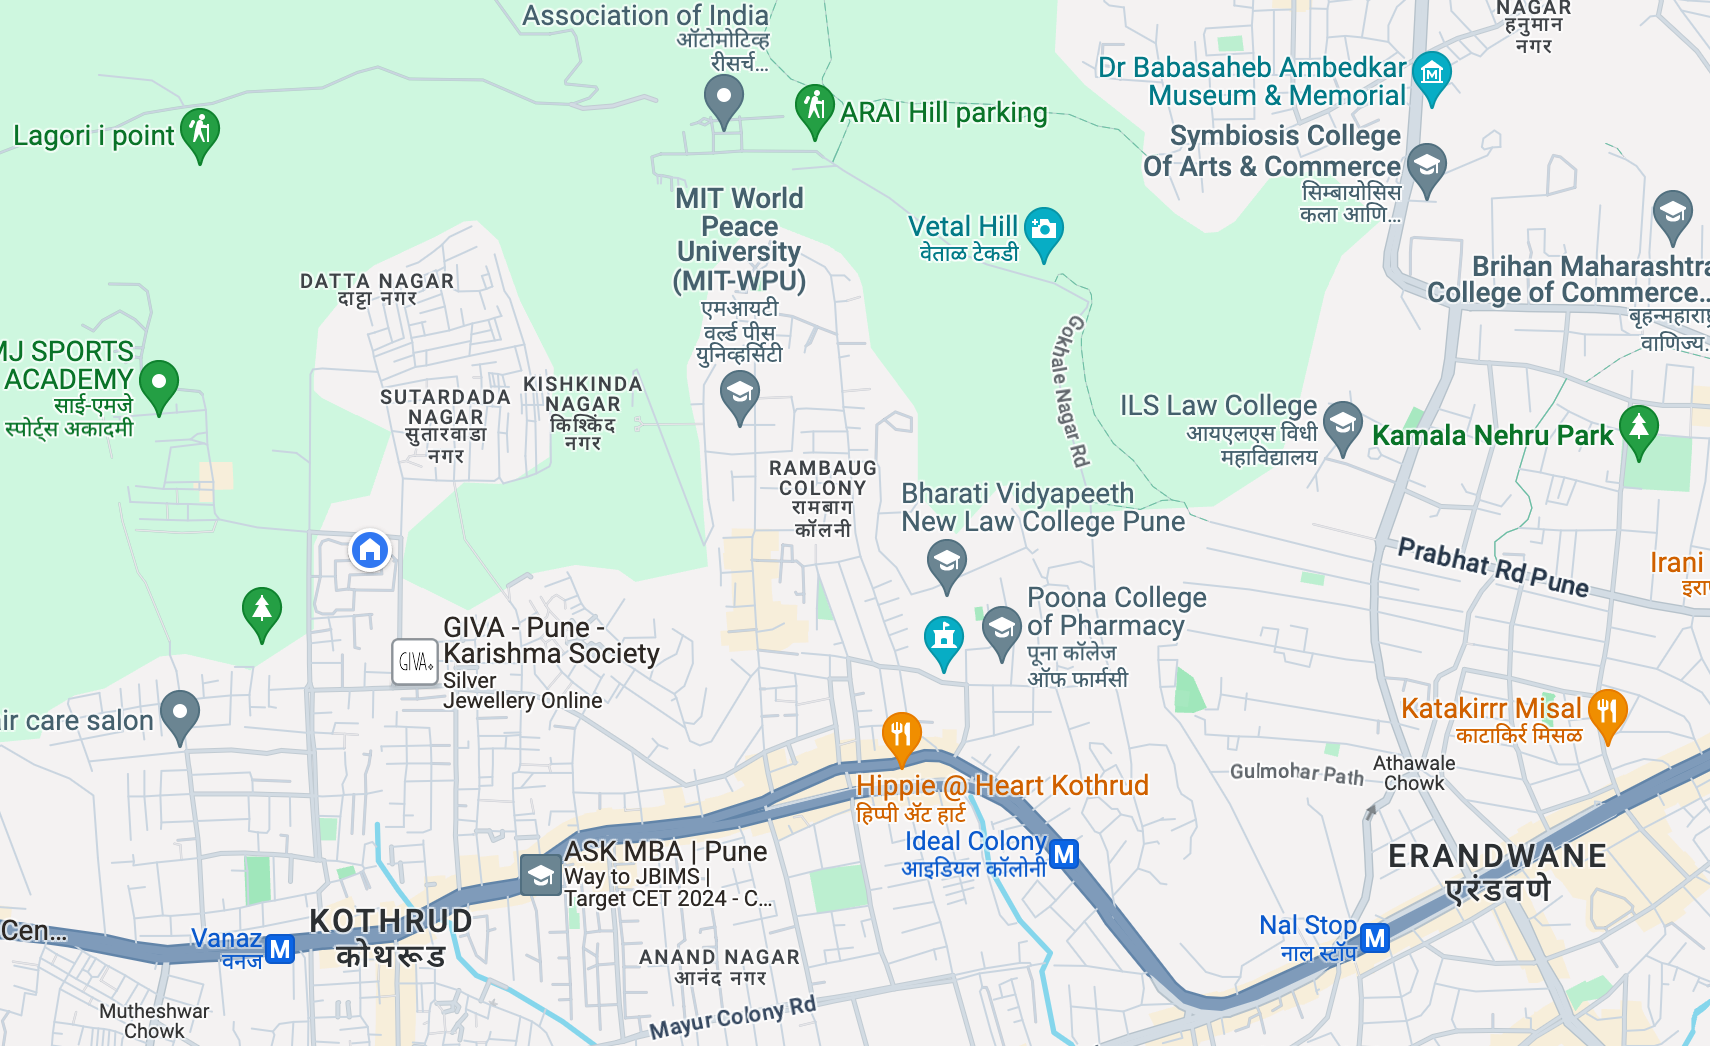 Association of India
ऑटोमोटिव्ह
रीसर्च...
NAGAR
हनुमान
नगर
Dr Babasaheb Ambedkar
Museum & Memorial
Lagori i point
ARAI Hill parking
Symbiosis College
Of Arts & Commerce
सिम्बायोसिस
कला आणि...
MIT World
Peace
University
(MIT-WPU)
एमआयटी
वर्ल्ड पीस
युनिव्हर्सिटी
Vetal Hill
वेताळ टेकडी
Brihan Maharashtra
College of Commerce...
बृहन्महाराष्ट्र
वाणिज्य.
DATTA NAGAR
दाट्टा नगर
Gokhale Nagar Rd
MJ SPORTS
ACADEMY
साई-एमजे
स्पोर्ट्स अकादमी
SUTARDADA
NAGAR
सुतारवाडा
नगर
KISHKINDA
NAGAR
किश्किंद
नगर
ILS Law College
आयएलएस विधी
महाविद्यालय
Kamala Nehru Park
RAMBAUG
COLONY
रामबाग
कॉलनी
Bharati Vidyapeeth
New Law College Pune
Prabhat Rd Pune
Irani
इरा
Poona College
of Pharmacy
पूना कॉलेज
ऑफ फार्मसी
GIVA
GIVA - Pune -
Karishma Society
Silver
Jewellery Online
air care salon
Katakirrr Misal
काटाकिर्र मिसळ
Gulmohar Path
Athawale
Chowk
Hippie @ Heart Kothrud
हिप्पी ॲट हार्ट
Ideal Colony
आइडियल कॉलोनी
M
ASK MBA | Pune
Way to JBIMS |
Target CET 2024 - C...
ERANDWANE
एरंडवणे
KOTHRUD
कोथरूड
Cen...
Vanaz
वनज
M
Nal Stop
नाल स्टॉप
M
ANAND NAGAR
आनंद नगर
Mutheshwar
Chowk
Mayur Colony Rd